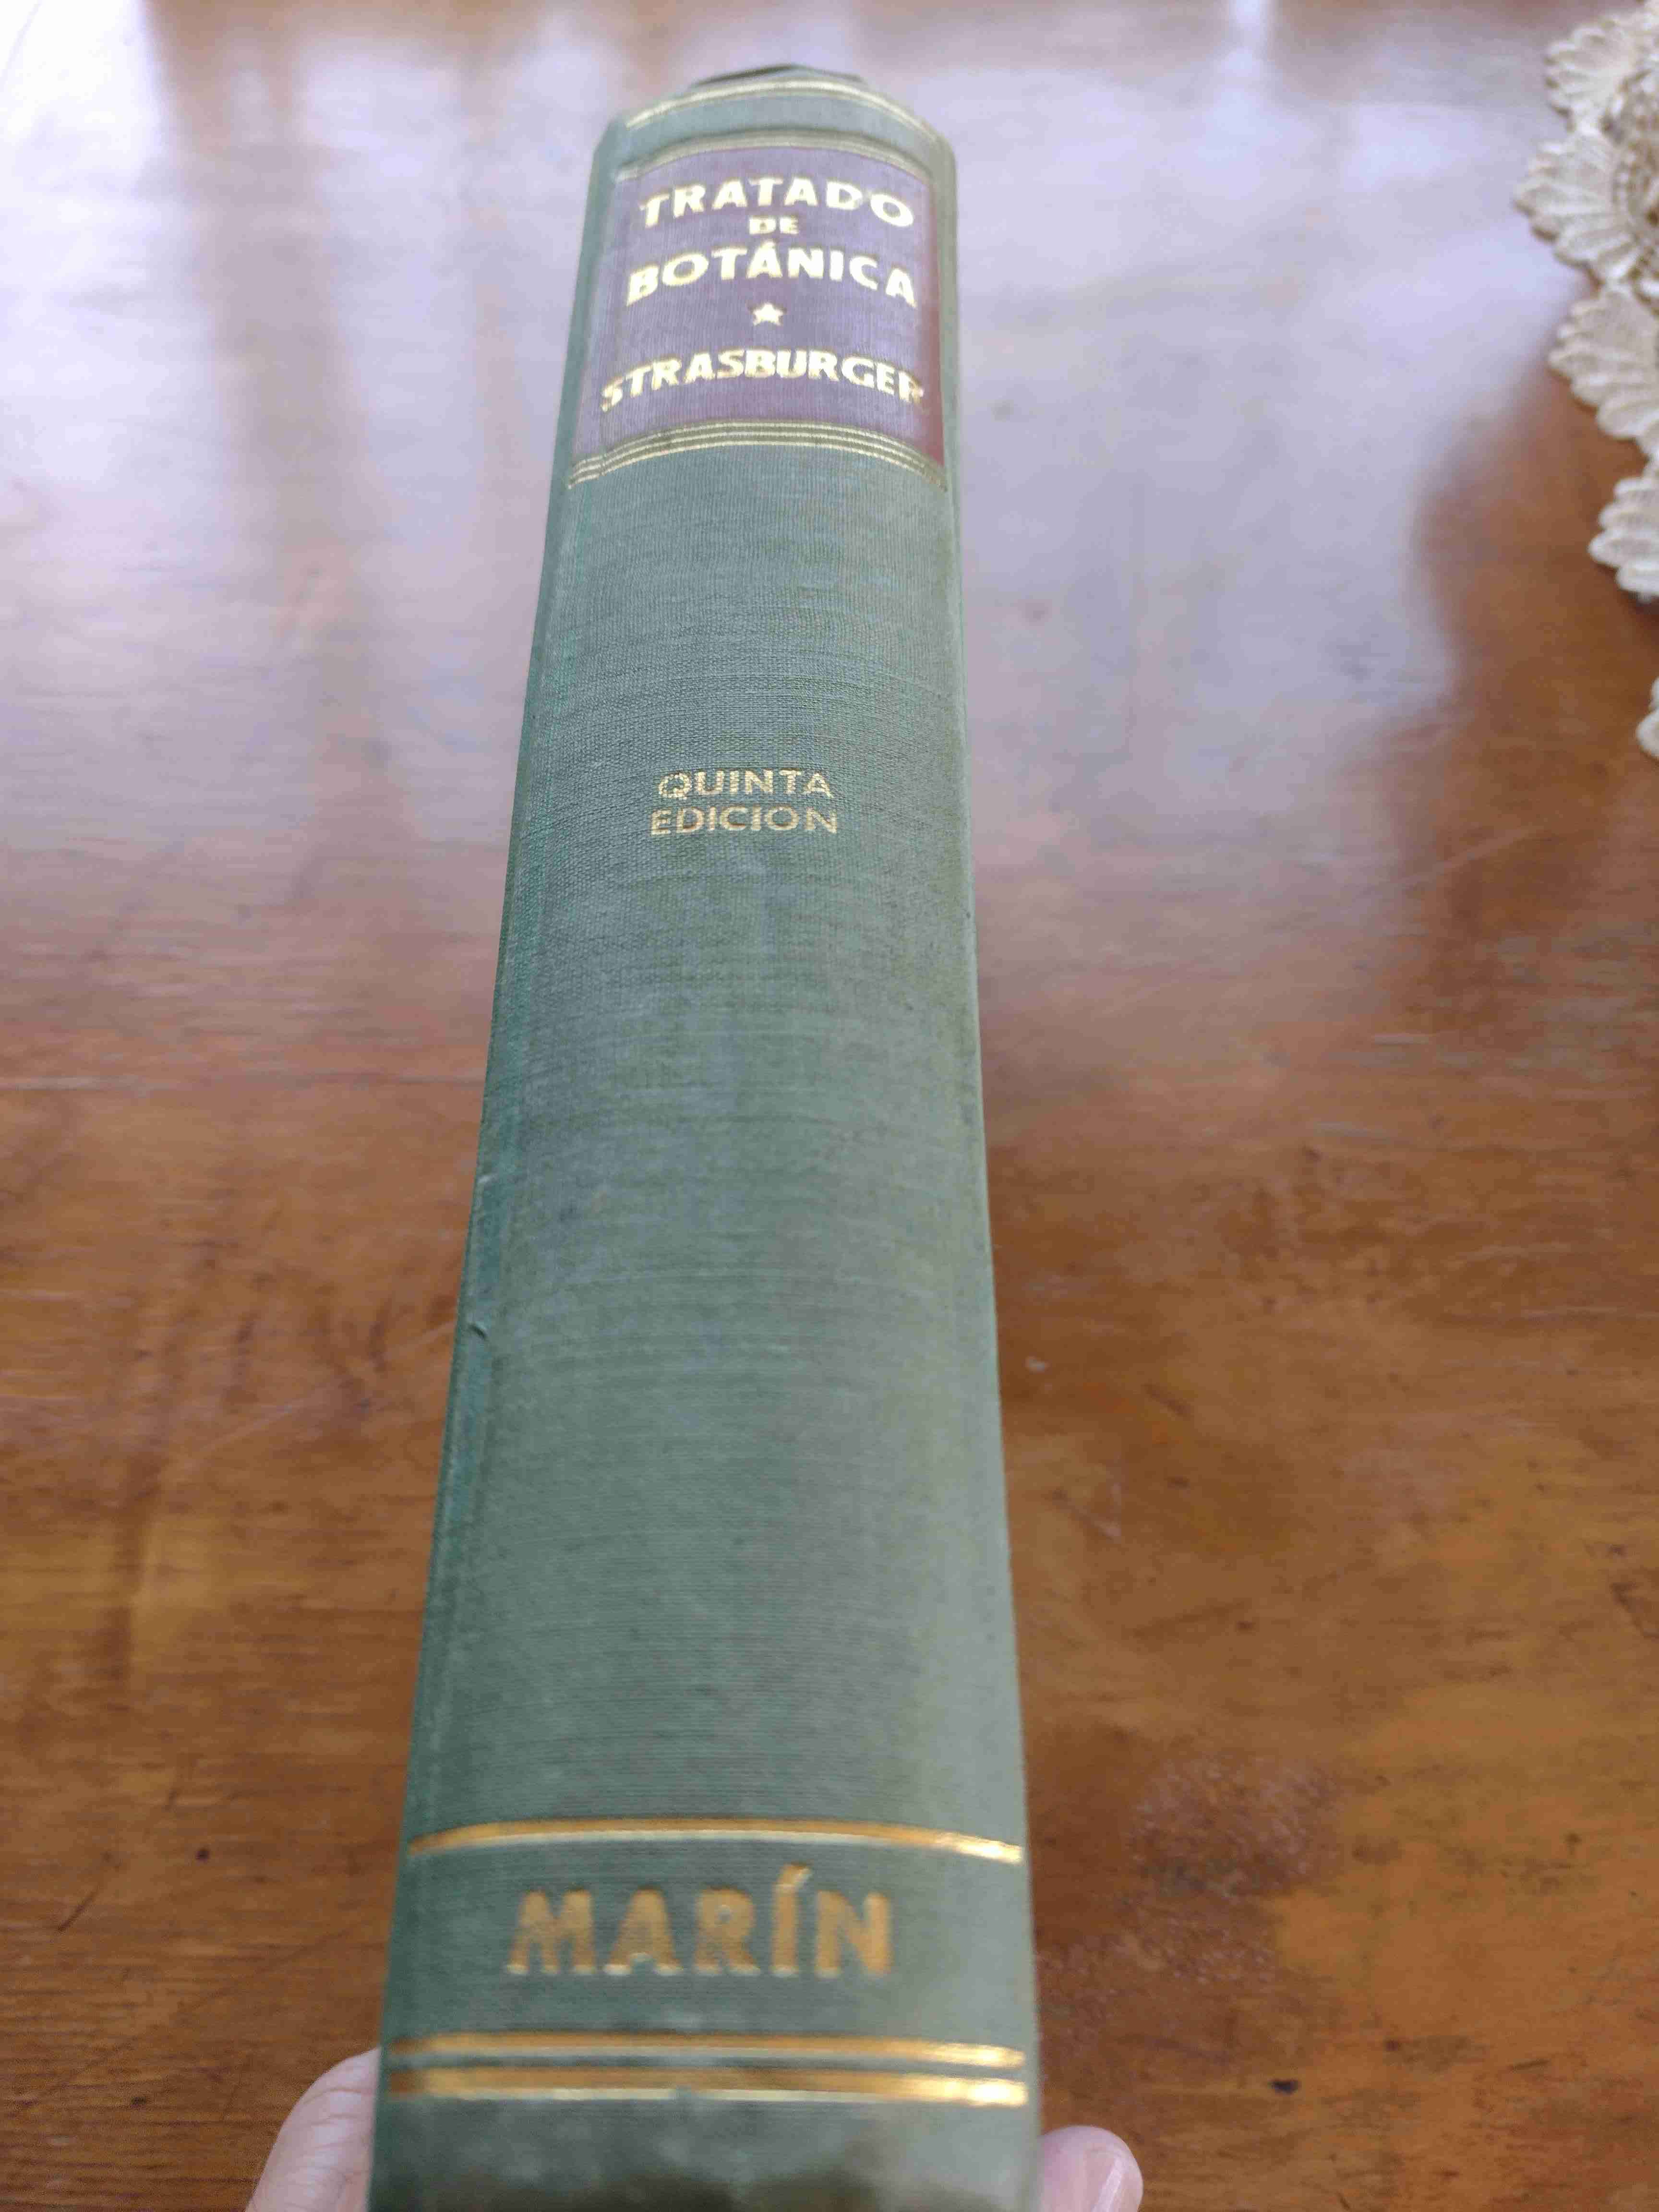 TRATADO
DE
BOTÁNICA
STRASBURGER
QUINTA
EDICION
MARÍN